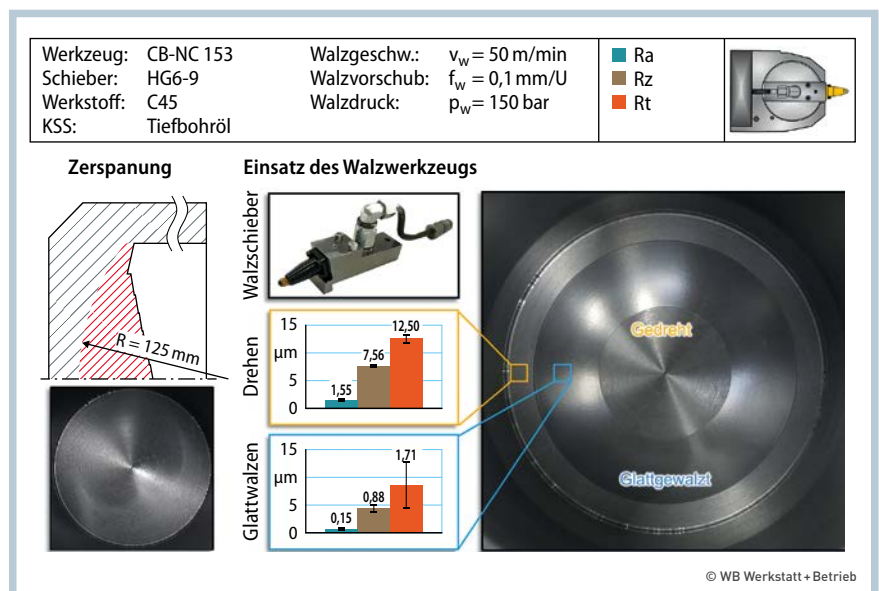 Werkzeug: CB-NC 153
Schieber: HG6-9
Werkstoff: C45
KSS: Tiefbohröl
Walzgeschw.: vw = 50 m/min
Walzvorschub: fw = 0,1 mm/U
Walzdruck: pw = 150 bar
Ra
Rz
Rt
Zerspanung
Einsatz des Walzwerkzeugs
R = 125 mm
Walzschieber
Drehen
15
µm
5
0
1,55
7,56
12,50
Glattwalzen
15
µm
5
0
0,15
0,88
1,71
Gedreht
Glattgewalzt
© WB Werkstatt + Betrieb